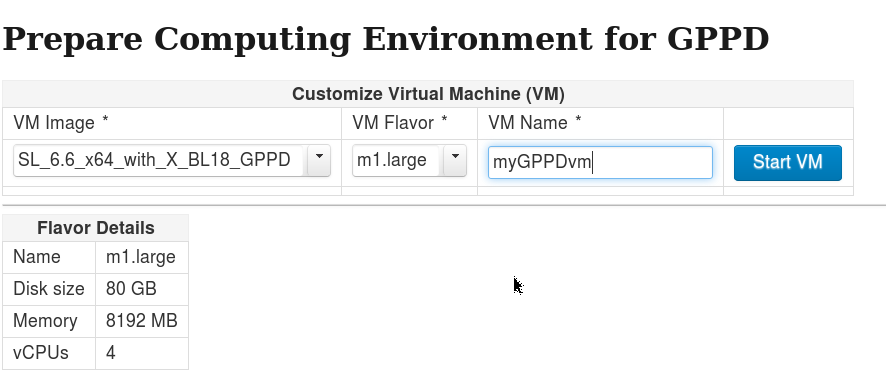 Prepare Computing Environment for GPPD
Customize Virtual Machine (VM)
VM Image * VM Flavor * VM Name *
SL_6.6_x64_with_X_BL18_GPPD m1.large myGPPDvm Start VM
Flavor Details
Name m1.large
Disk size 80 GB
Memory 8192 MB
vCPUs 4